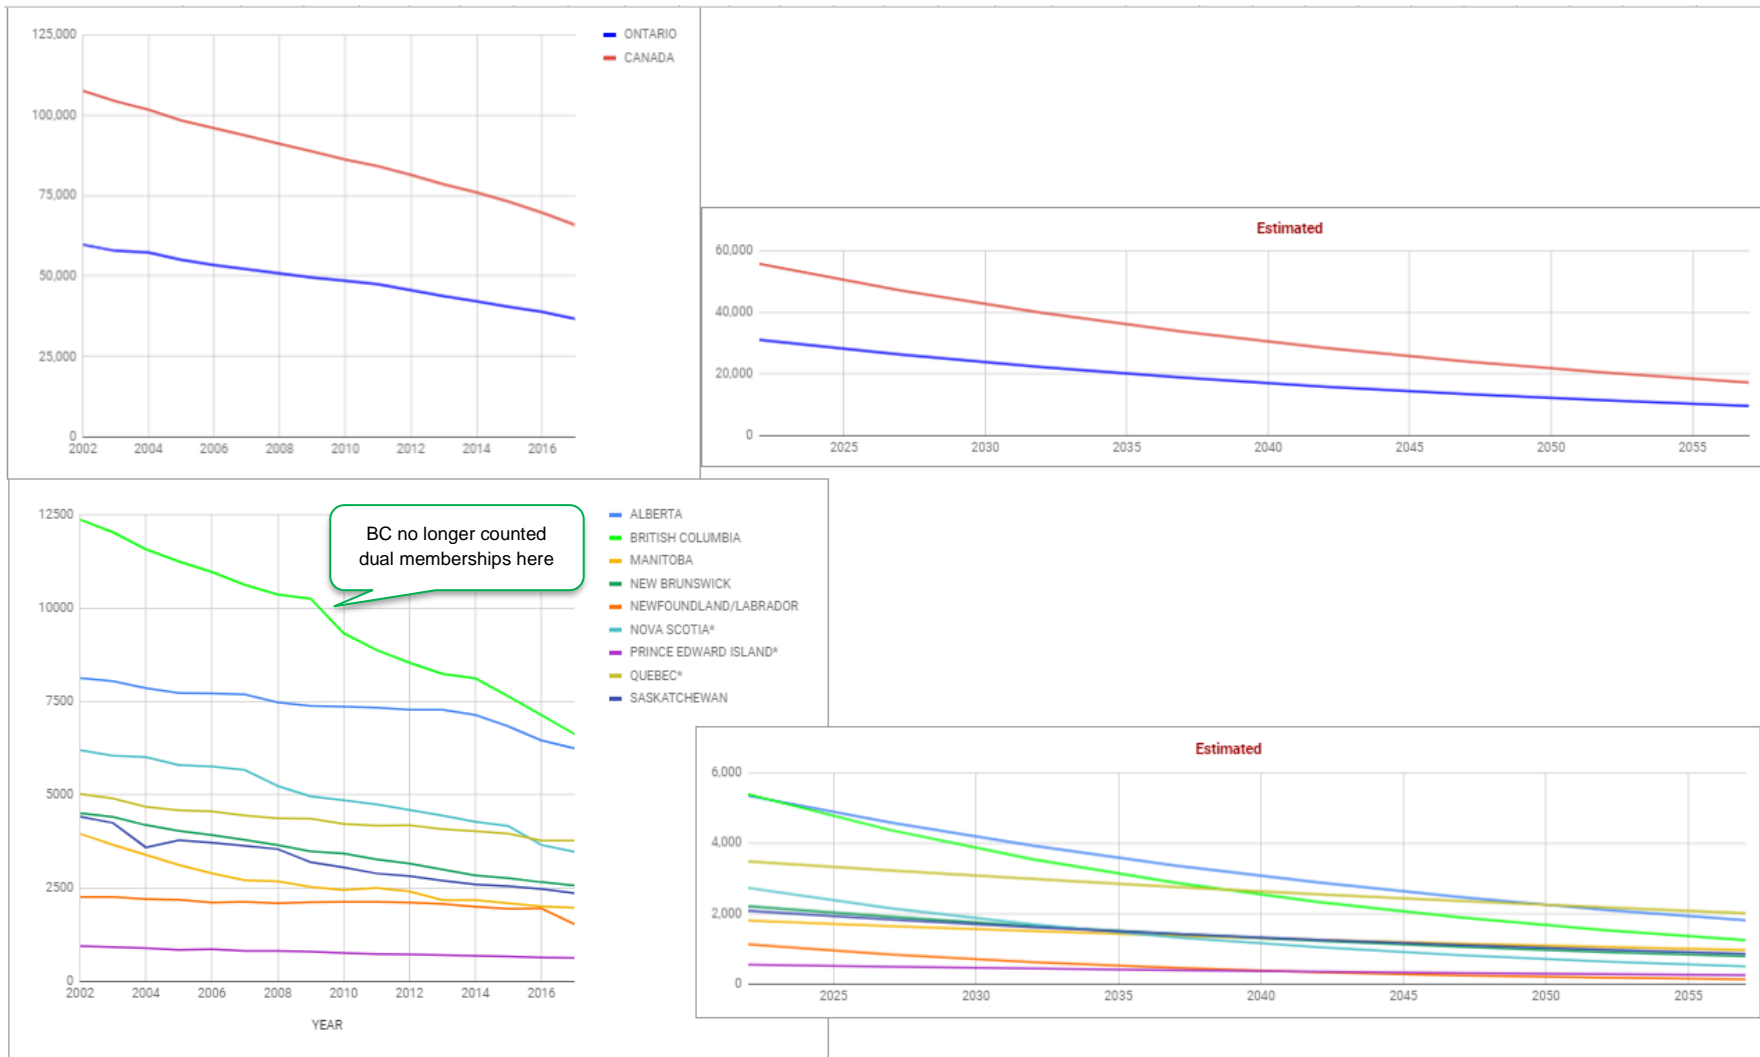 125,000
100,000
75,000
50,000
25,000
0
2002 2004 2006 2008 2010 2012 2014 2016
ONTARIO
CANADA
Estimated
60,000
40,000
20,000
0
2025 2030 2035 2040 2045 2050 2055
12500
10000
7500
5000
2500
0
2002 2004 2006 2008 2010 2012 2014 2016
YEAR
BC no longer counted
dual memberships here
ALBERTA
BRITISH COLUMBIA
MANITOBA
NEW BRUNSWICK
NEWFOUNDLAND/LABRADOR
NOVA SCOTIA*
PRINCE EDWARD ISLAND*
QUEBEC*
SASKATCHEWAN
Estimated
6,000
4,000
2,000
0
2025 2030 2035 2040 2045 2050 2055